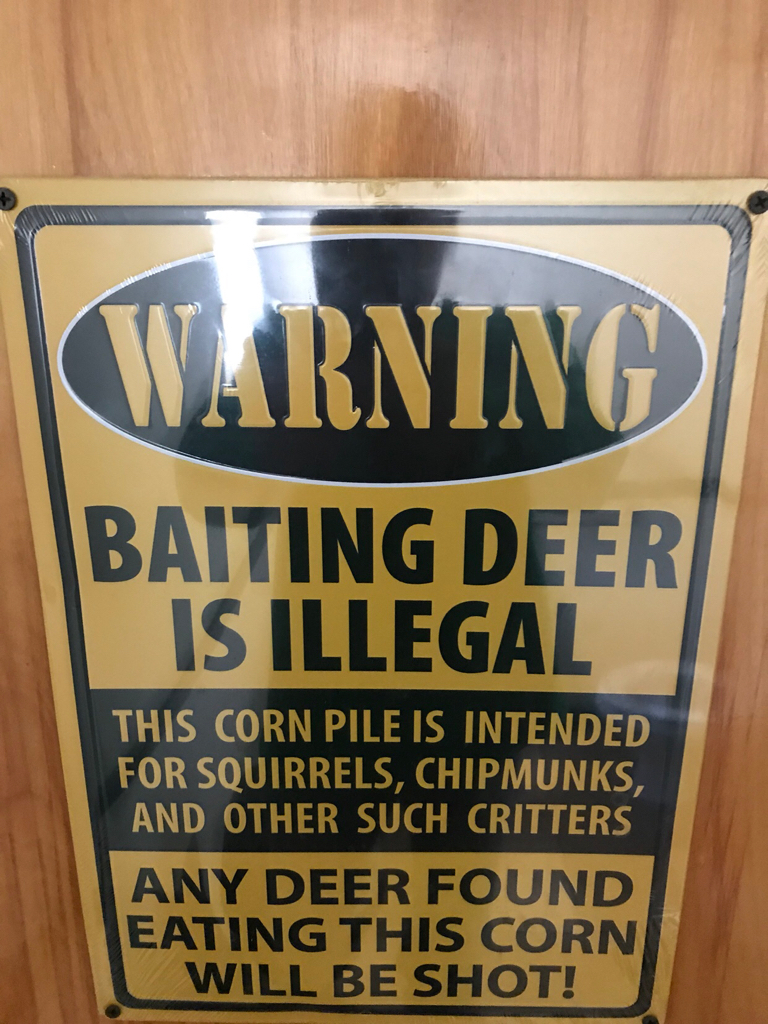 WARNING
BAITING DEER
IS ILLEGAL
THIS CORN PILE IS INTENDED
FOR SQUIRRELS, CHIPMUNKS,
AND OTHER SUCH CRITTERS
ANY DEER FOUND
EATING THIS CORN
WILL BE SHOT!